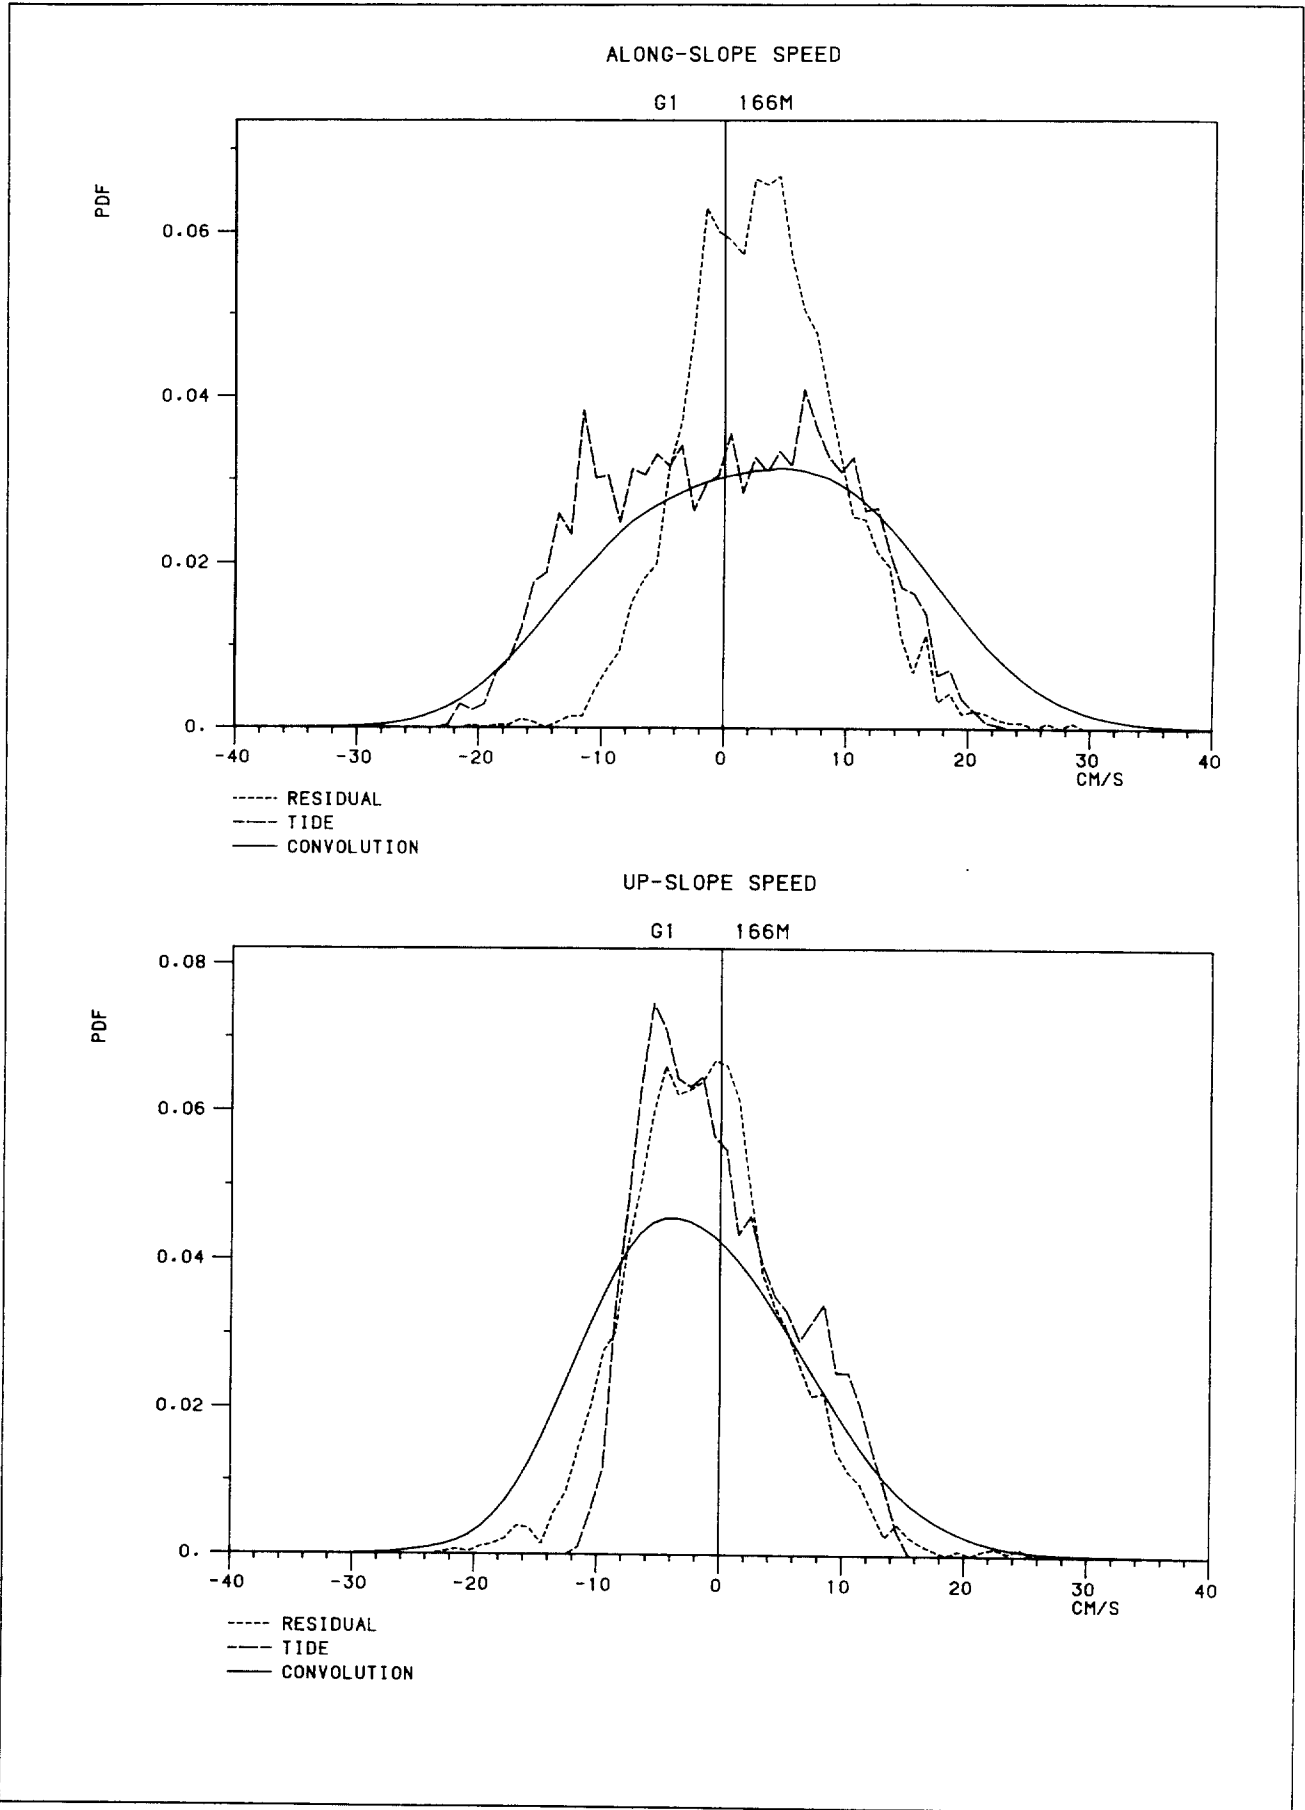 ALONG-SLOPE SPEED
G1 166M
PDF
0.06
0.04
0.02
0.
-40 -30 -20 -10 0 10 20 30 40
CM/S
RESIDUAL
TIDE
CONVOLUTION
UP-SLOPE SPEED
G1 166M
PDF
0.08
0.06
0.04
0.02
0.
-40 -30 -20 -10 0 10 20 30 40
CM/S
RESIDUAL
TIDE
CONVOLUTION